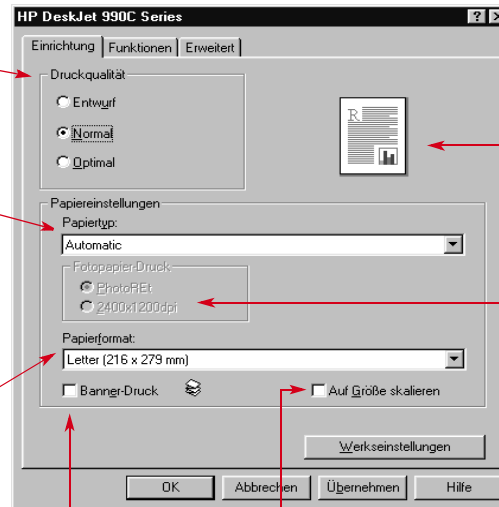 HP DeskJet 990C Series
Einrichtung Funktionen Erweitert
Druckqualität
Entwurf
Normal
Optimal
R
Papiereinstellungen
Papiertyp:
Automatic
Fotopapier-Druck
PhotoREt
2400x1200dpi
Papierformat:
Letter (216 x 279 mm)
Banner-Druck Auf Größe skalieren
Werkseinstellungen
OK Abbrechen Übernehmen Hilfe